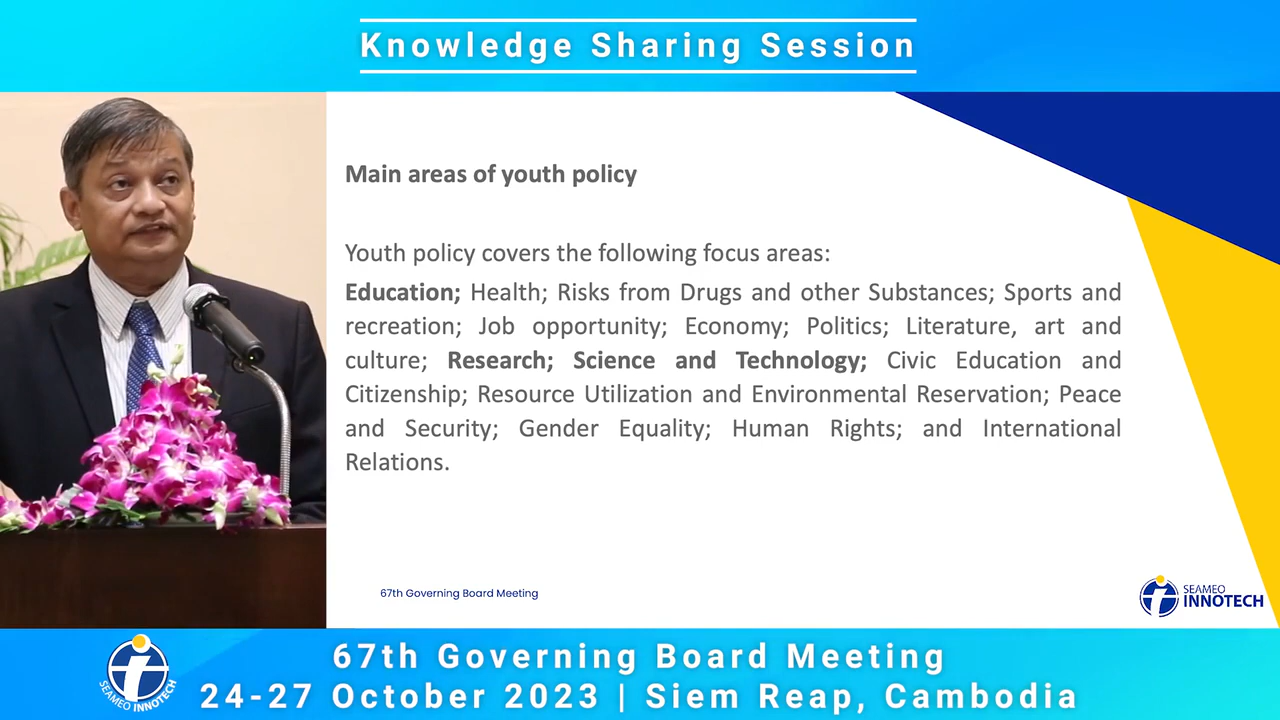 Knowledge Sharing Session
Main areas of youth policy
Youth policy covers the following focus areas:
Education; Health; Risks from Drugs and other Substances; Sports and
recreation; Job opportunity; Economy; Politics; Literature, art and
culture; Research; Science and Technology; Civic Education and
Citizenship; Resource Utilization and Environmental Reservation; Peace
and Security; Gender Equality; Human Rights; and International
Relations.
67th Governing Board Meeting
SEAMEO
INNOTECH
SEAMEO INNOTECH
67th Governing Board Meeting
24-27 October 2023 | Siem Reap, Cambodia